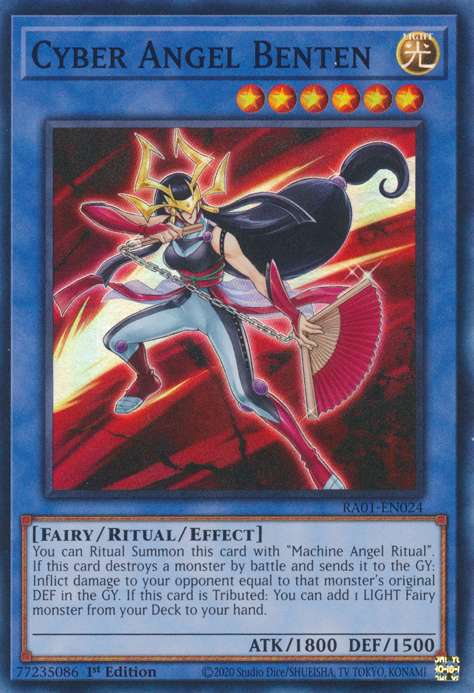 CYBER ANGEL BENTEN
LIGHT
光
RA01-EN024
[FAIRY/RITUAL/EFFECT]
You can Ritual Summon this card with "Machine Angel Ritual".
If this card destroys a monster by battle and sends it to the GY:
Inflict damage to your opponent equal to that monster's original
DEF in the GY. If this card is Tributed: You can add 1 LIGHT Fairy
monster from your Deck to your hand.
ATK/1800 DEF/1500
77235086 1st Edition ©2020 Studio Dice/SHUEISHA, TV TOKYO, KONAMI